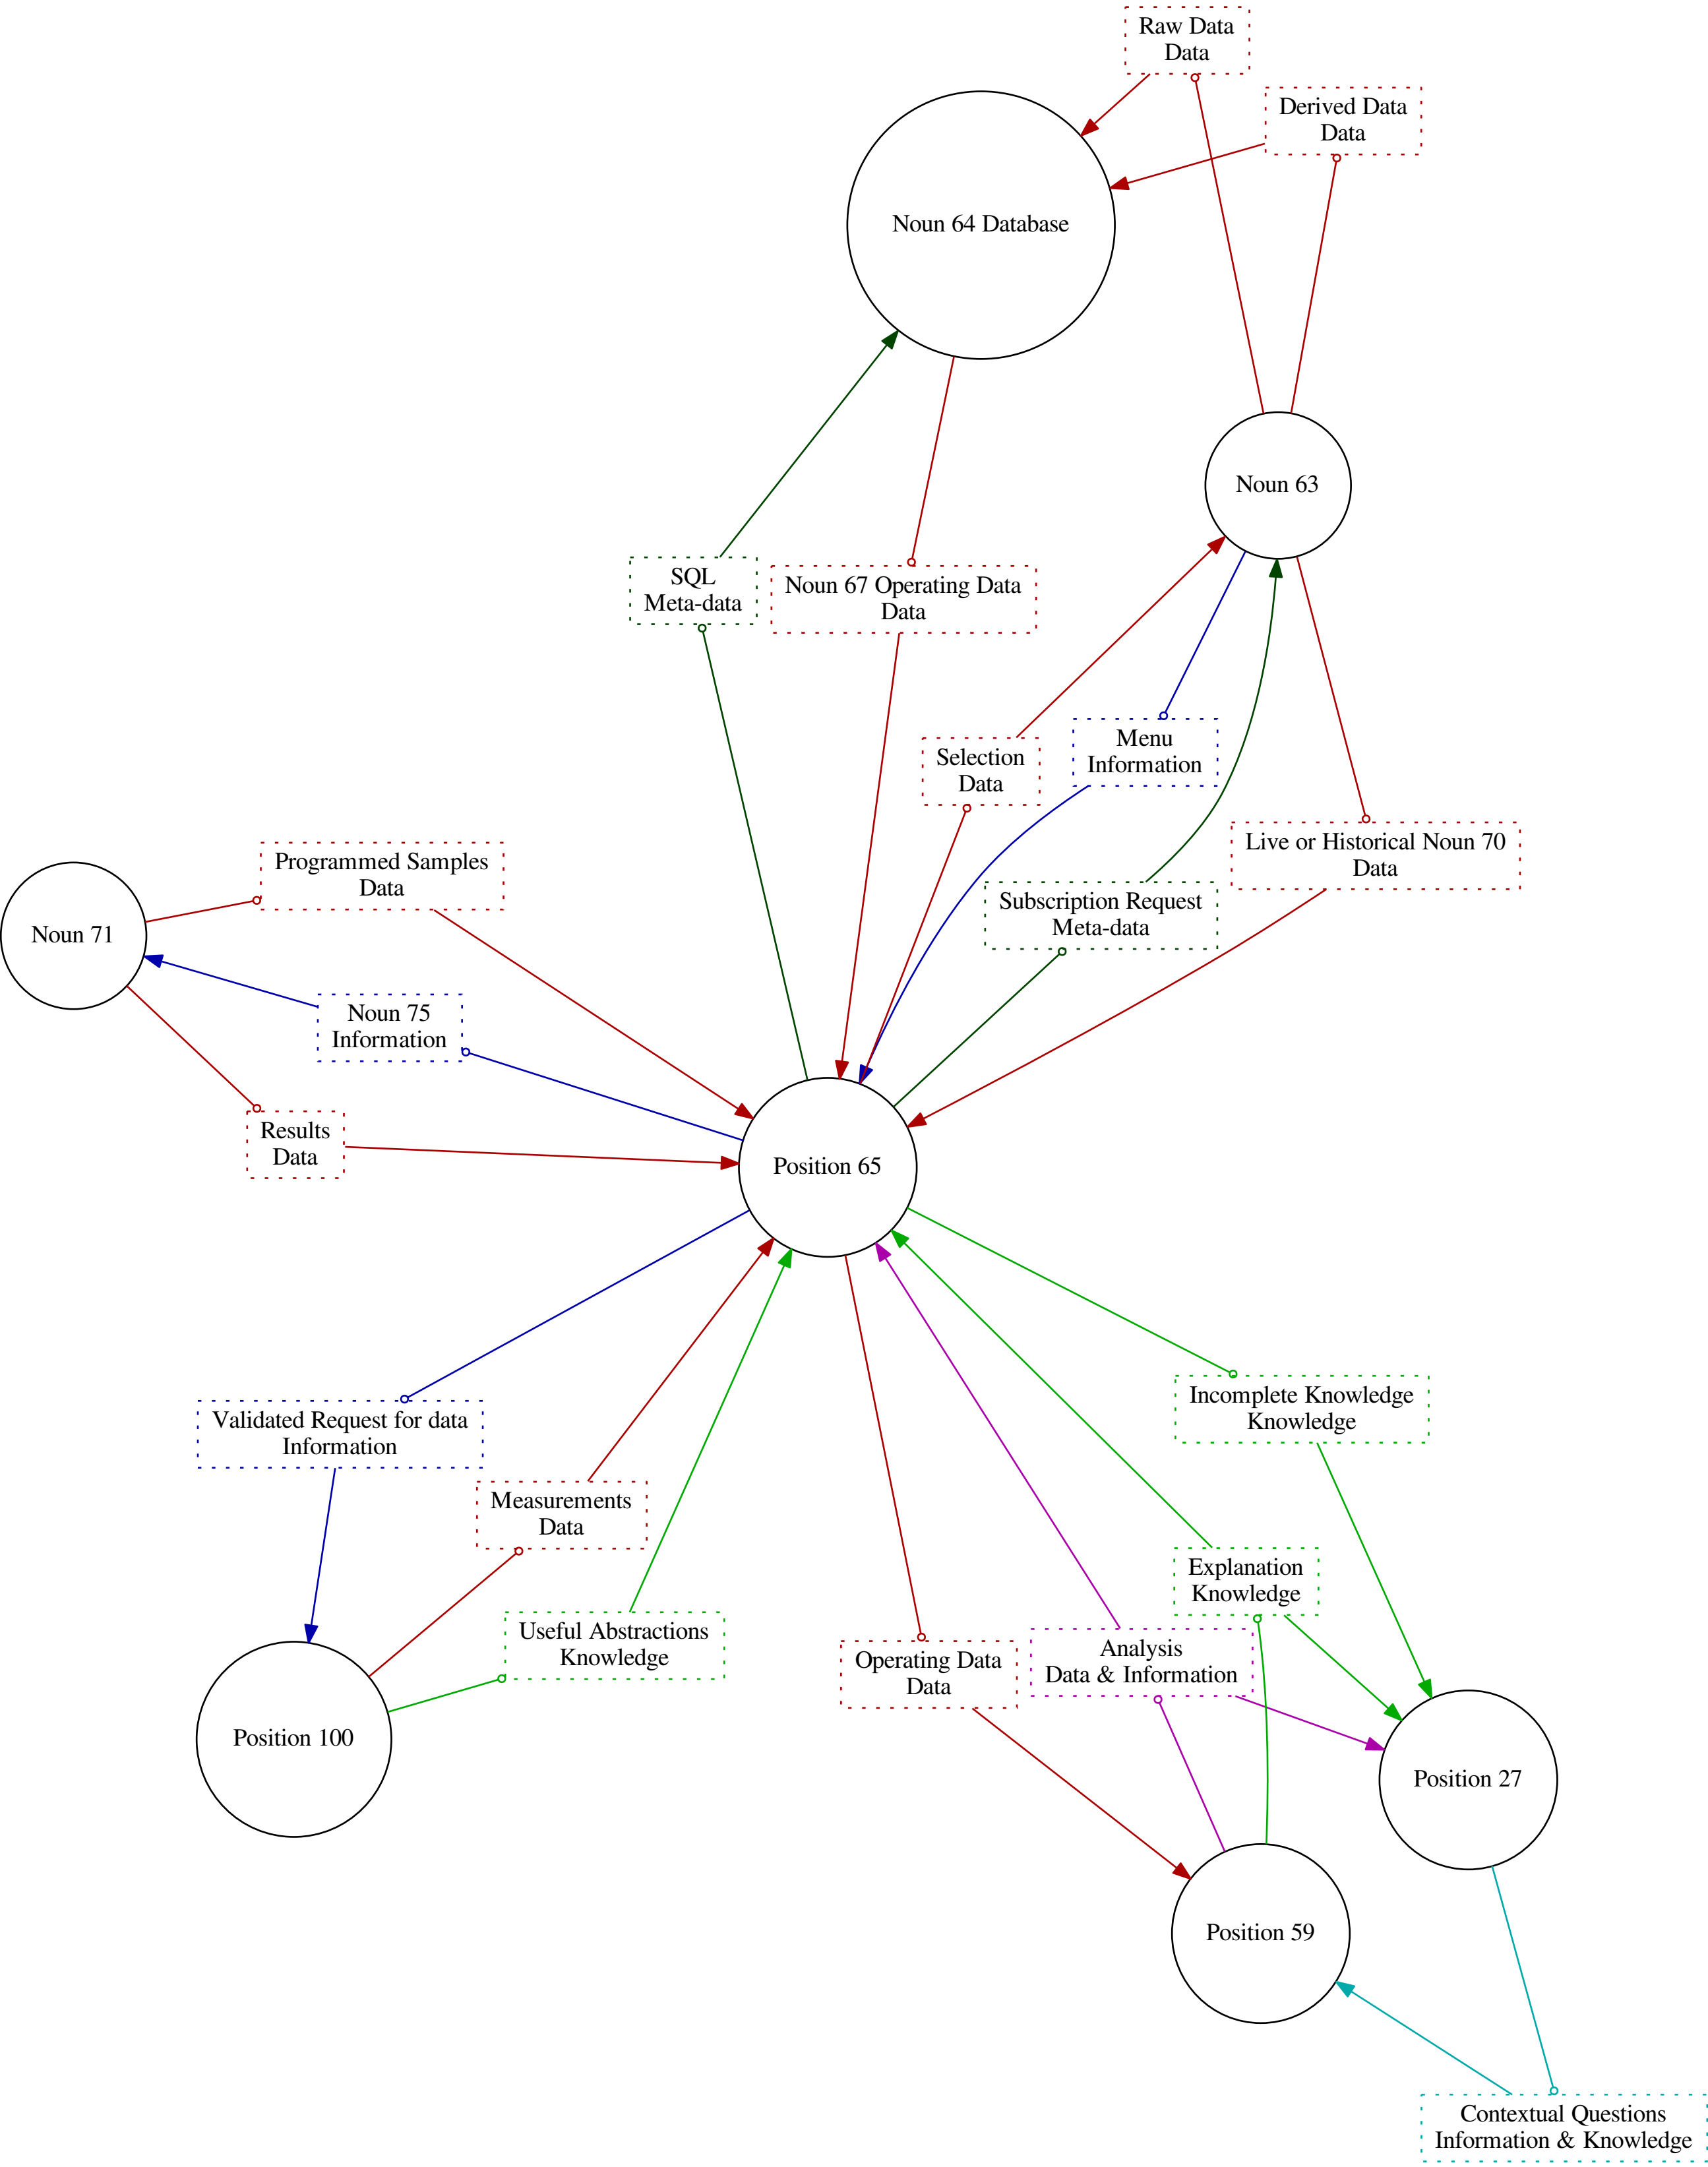 Raw Data
Data
Derived Data
Data
Noun 64 Database
Noun 63
SQL
Meta-data
Noun 67 Operating Data
Data
Menu
Information
Selection
Data
Live or Historical Noun 70
Data
Programmed Samples
Data
Subscription Request
Meta-data
Noun 71
Noun 75
Information
Results
Data
Position 65
Incomplete Knowledge
Knowledge
Validated Request for data
Information
Measurements
Data
Explanation
Knowledge
Useful Abstractions
Knowledge
Analysis
Data & Information
Operating Data
Data
Position 100
Position 27
Position 59
Contextual Questions
Information & Knowledge